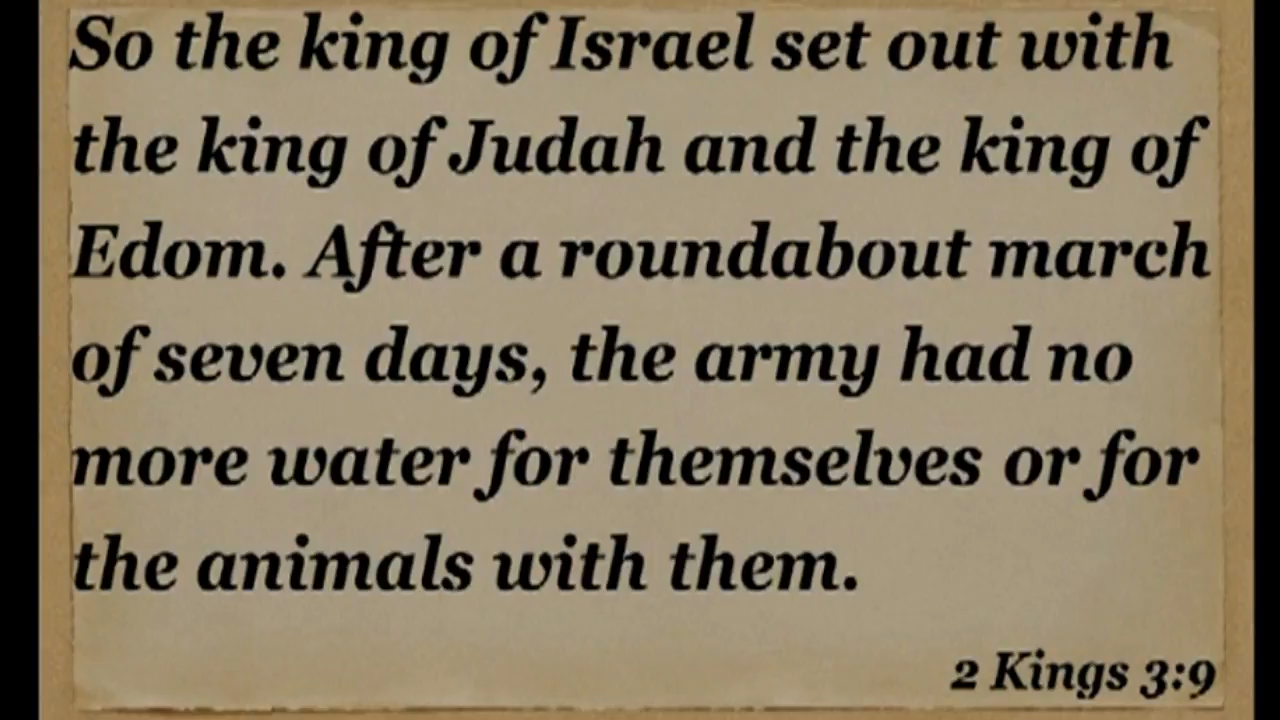 So the king of Israel set out with
the king of Judah and the king of
Edom. After a roundabout march
of seven days, the army had no
more water for themselves or for
the animals with them.
2 Kings 3:9